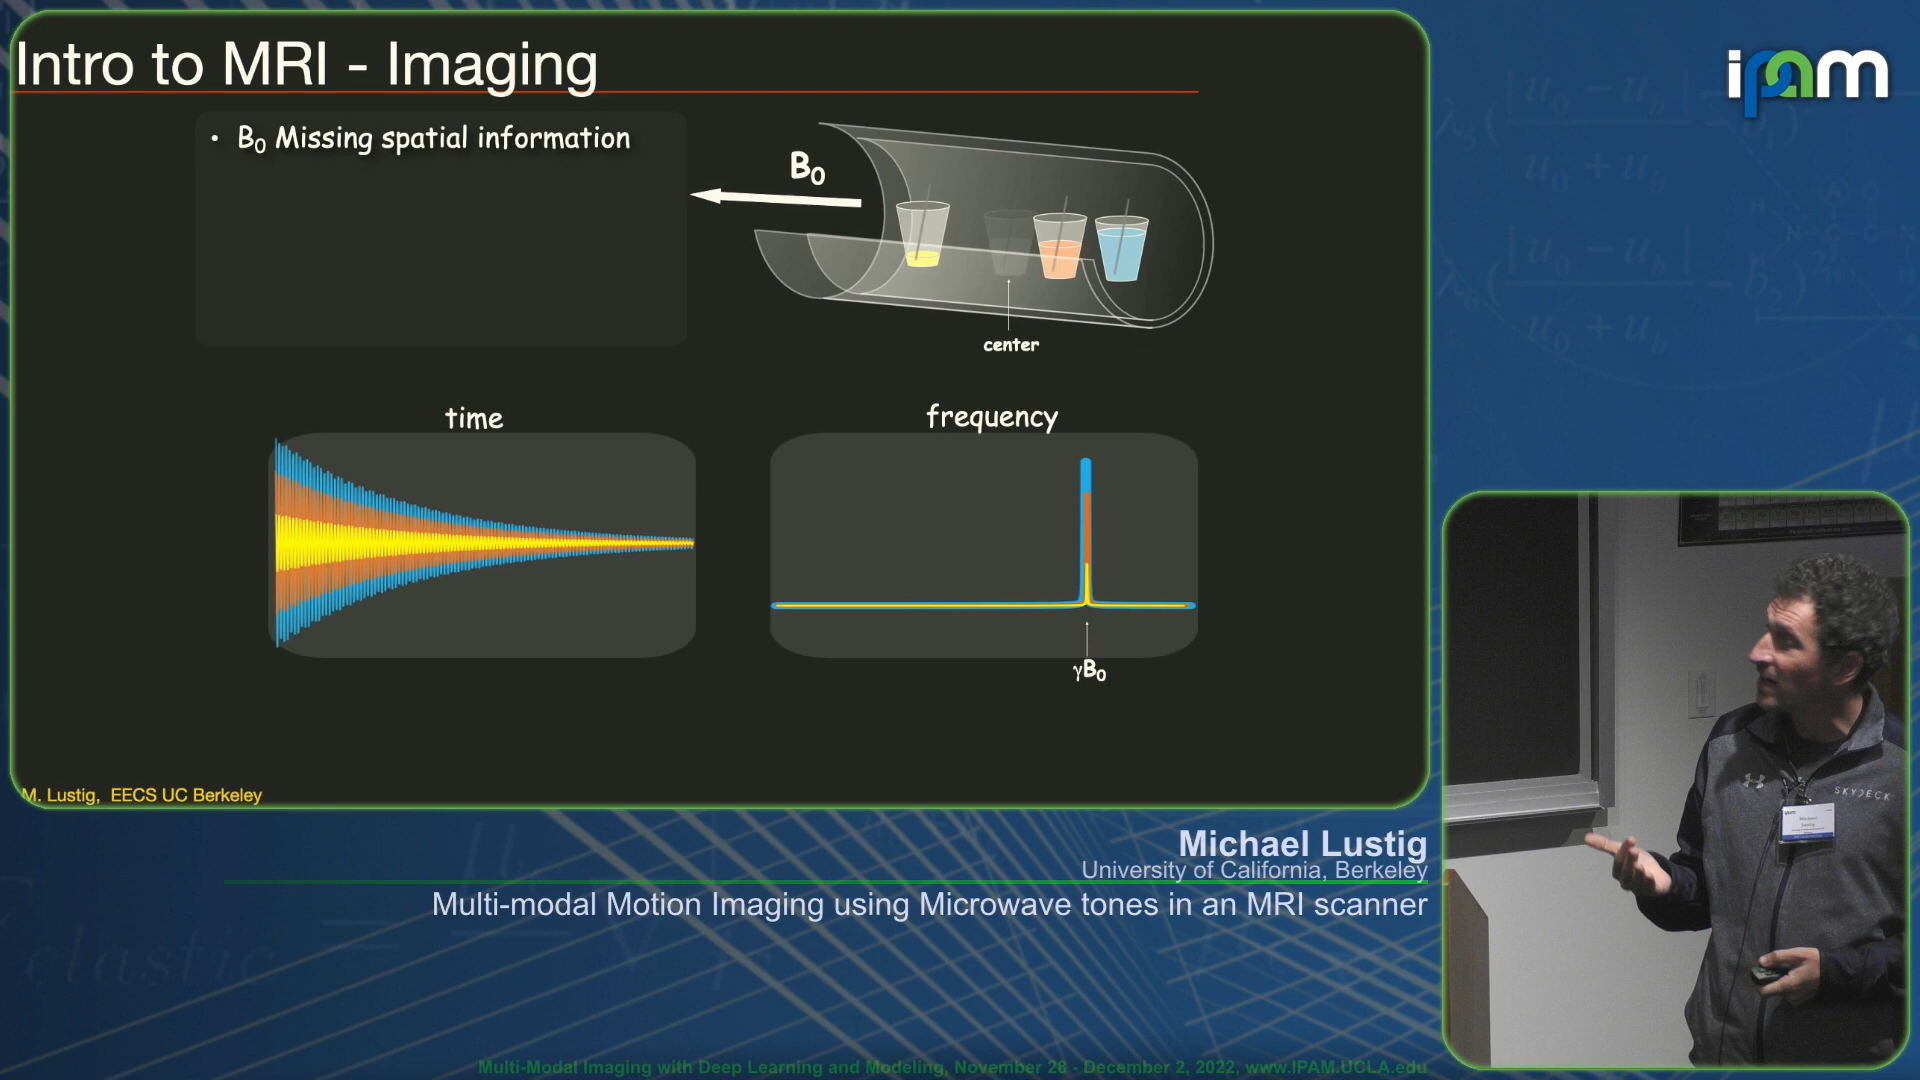 Intro to MRI - Imaging
• B₀ Missing spatial information
B₀
center
time
frequency
γB₀
M. Lustig, EECS UC Berkeley
ipam
SKYDECK
Michael Lustig
University of California, Berkeley
Multi-modal Motion Imaging using Microwave tones in an MRI scanner
Multi-Modal Imaging with Deep Learning and Modeling, November 28 - December 2, 2022, www.IPAM.UCLA.edu
elastic